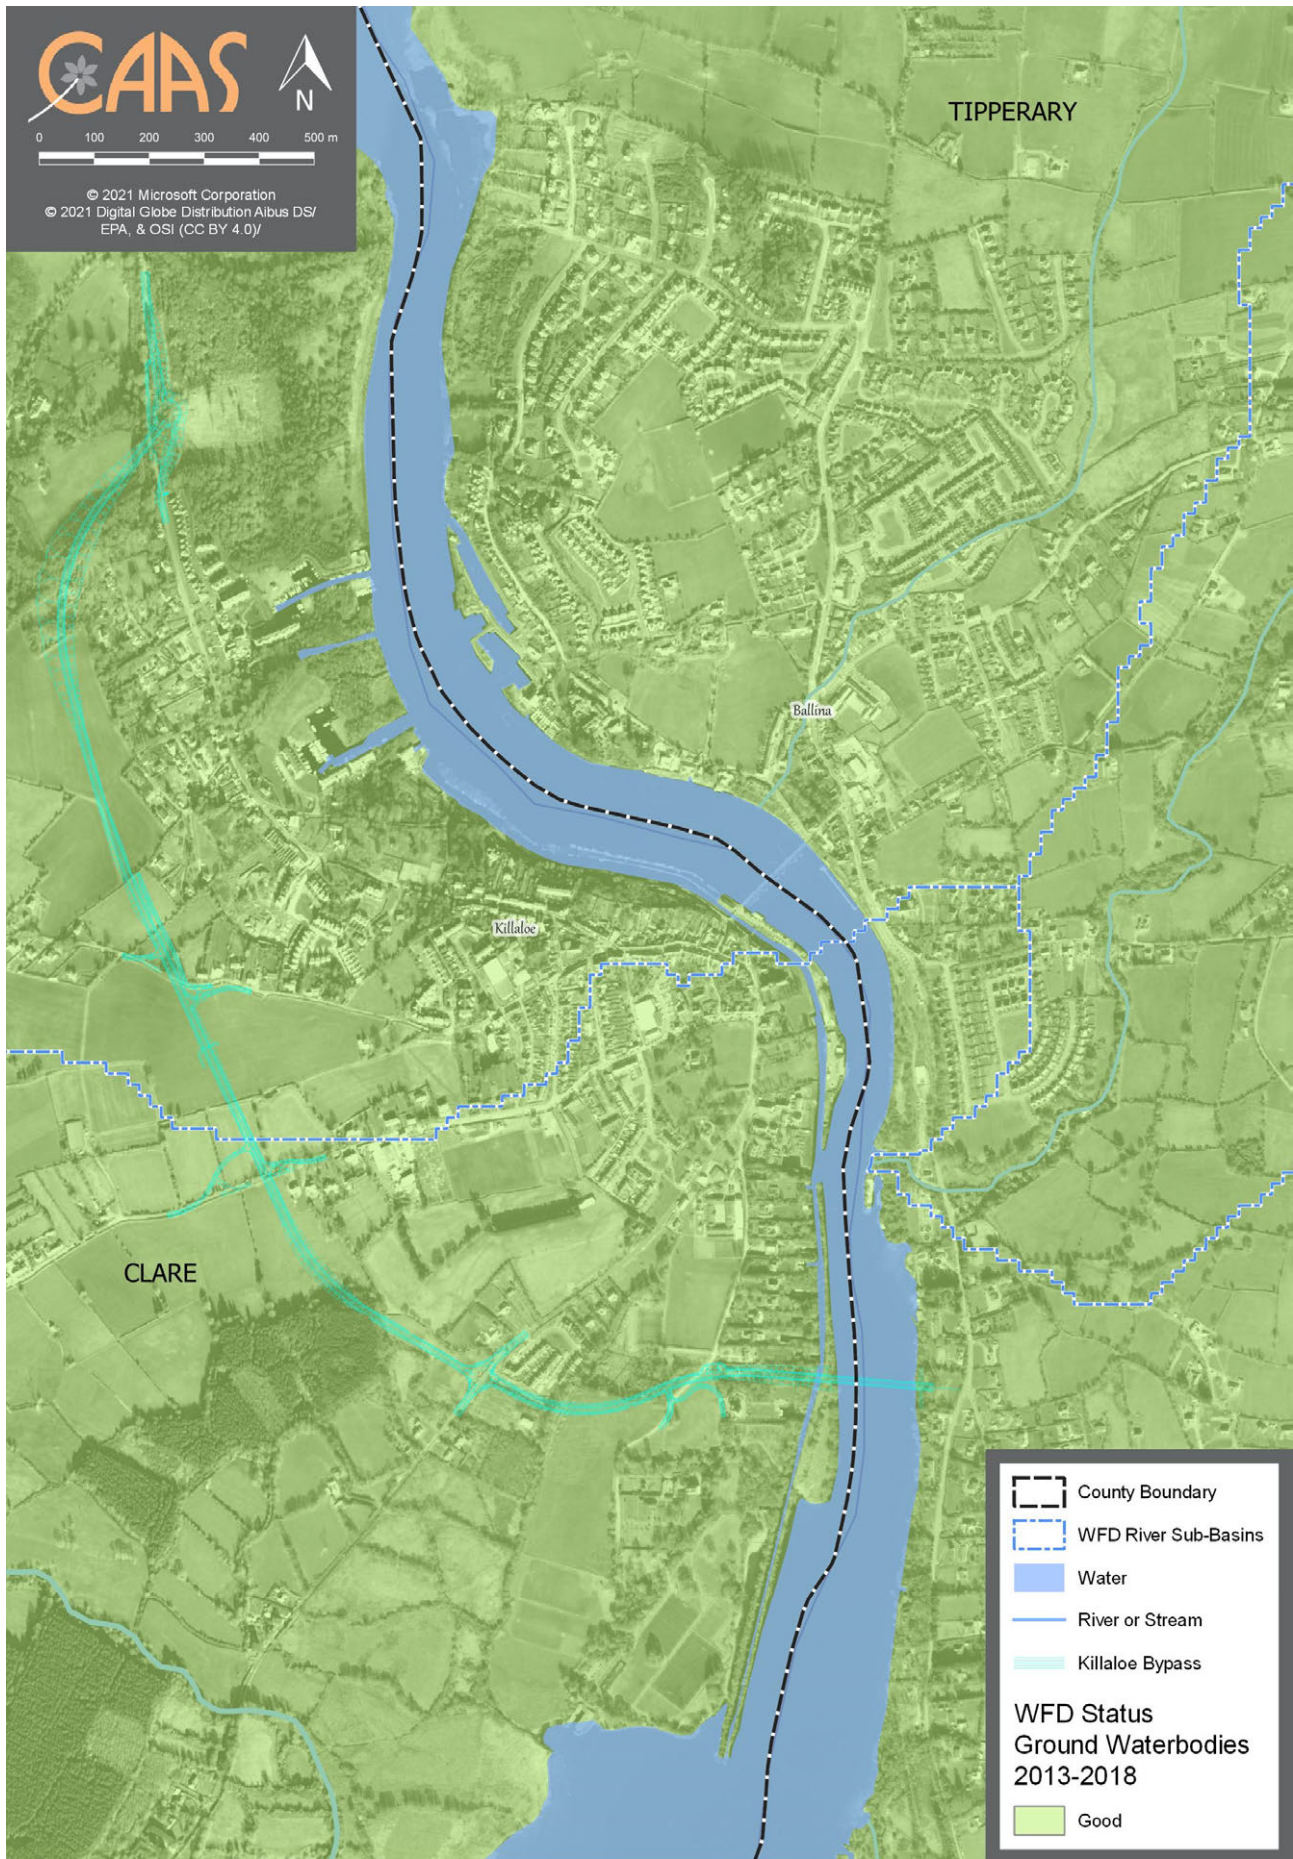 CAAS
N
0 100 200 300 400 500 m
© 2021 Microsoft Corporation
© 2021 Digital Globe Distribution Aibus DS/
EPA, & OSI (CC BY 4.0)/
TIPPERARY
Ballina
Killaloe
CLARE
County Boundary
WFD River Sub-Basins
Water
River or Stream
Killaloe Bypass
WFD Status
Ground Waterbodies
2013-2018
Good